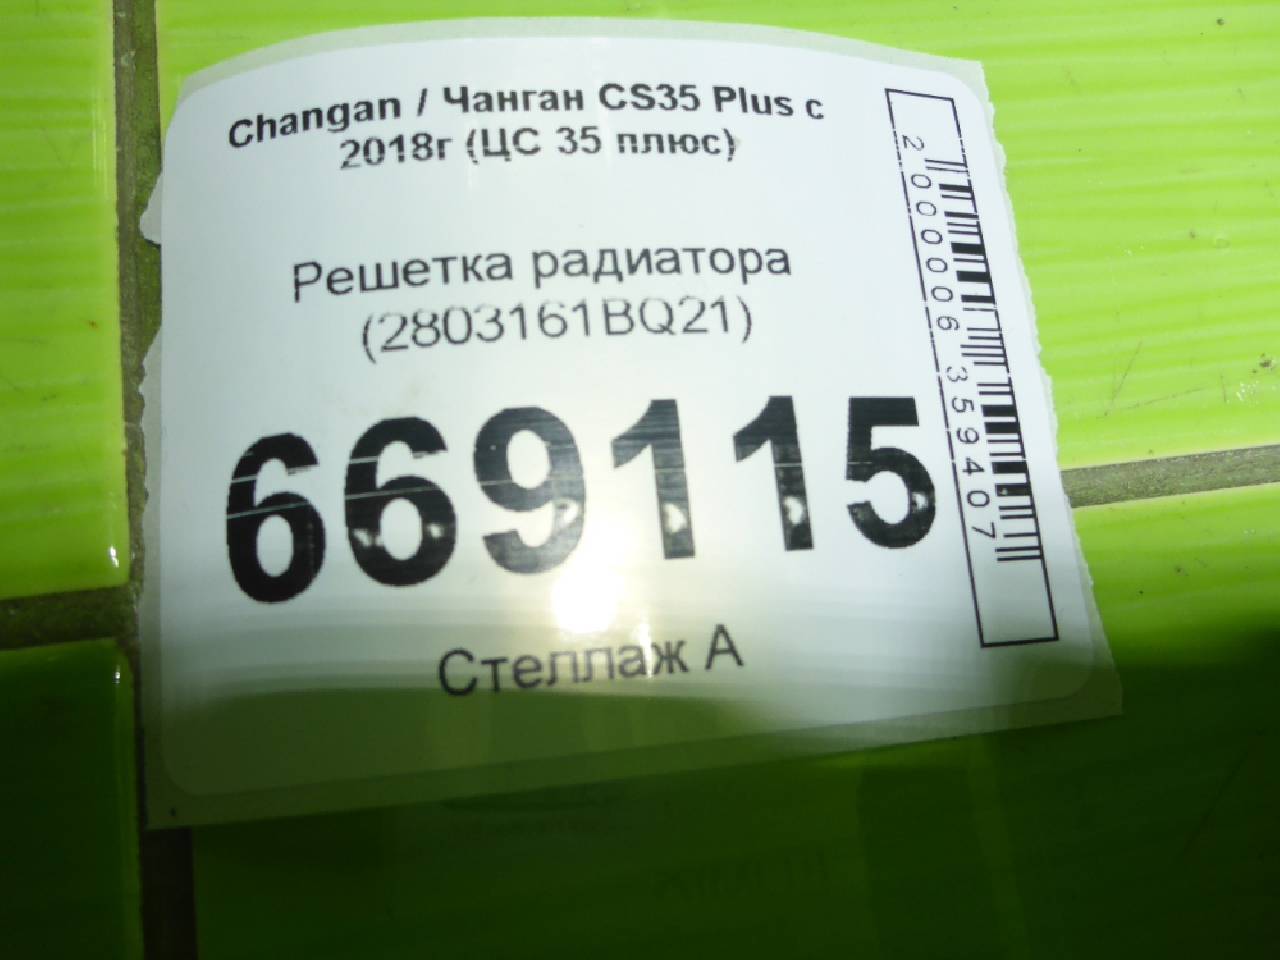 Changan / Чанган CS35 Plus с
2018г (ЦС 35 плюс)
Решетка радиатора
(2803161BQ21)
669115
Стеллаж А
2000006359407